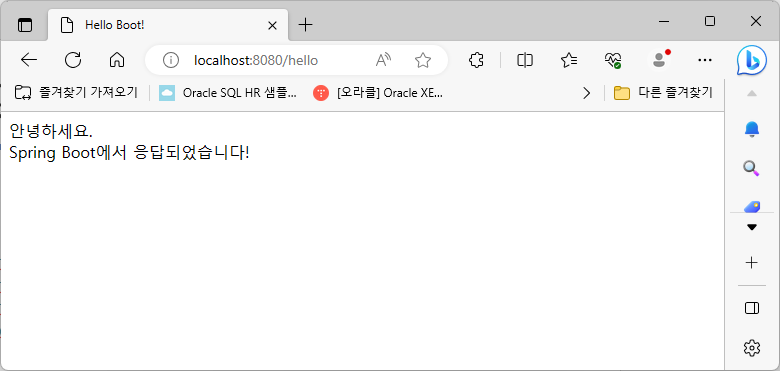 Hello Boot!
localhost:8080/hello
즐겨찾기 가져오기
Oracle SQL HR 샘플...
[오라클] Oracle XE...
다른 즐겨찾기
안녕하세요.
Spring Boot에서 응답되었습니다!